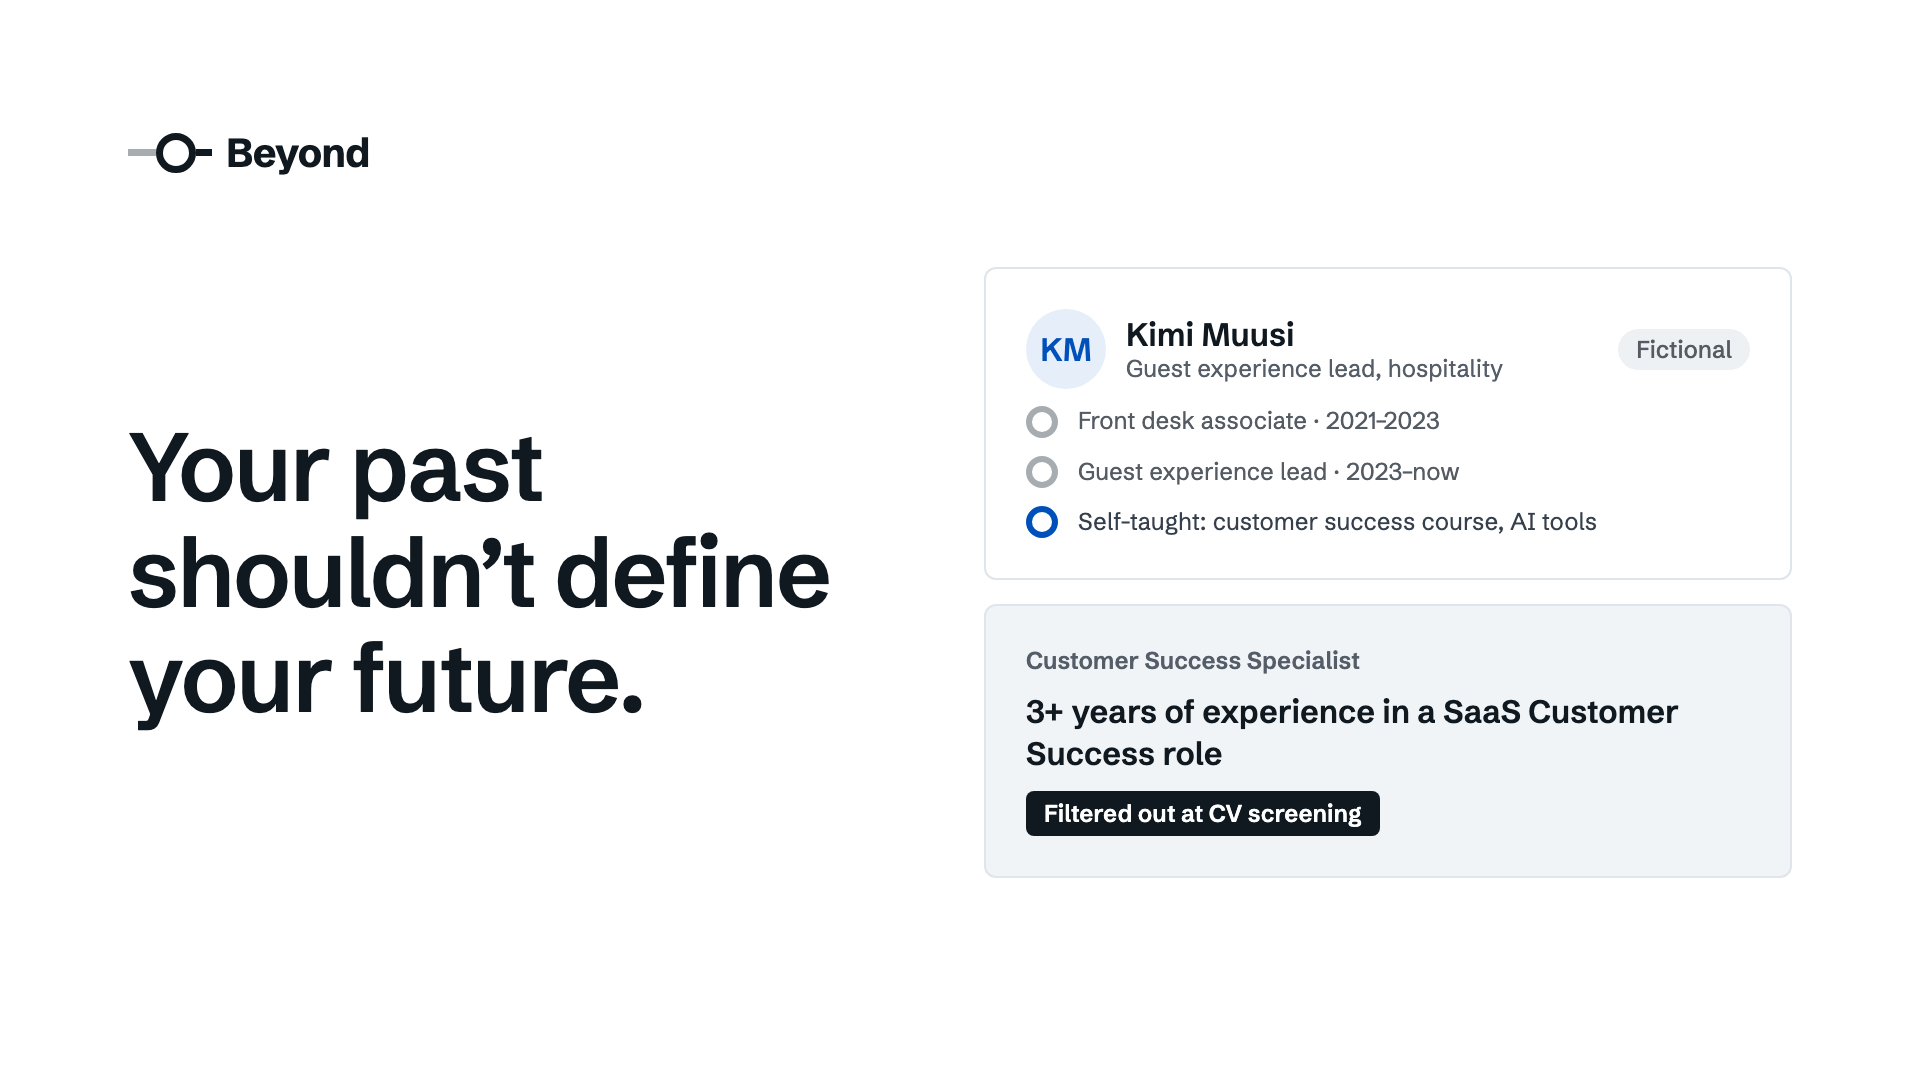 Beyond
Your past
shouldn’t define
your future.
KM
Kimi Muusi
Guest experience lead, hospitality
Fictional
Front desk associate · 2021–2023
Guest experience lead · 2023–now
Self-taught: customer success course, AI tools
Customer Success Specialist
3+ years of experience in a SaaS Customer
Success role
Filtered out at CV screening